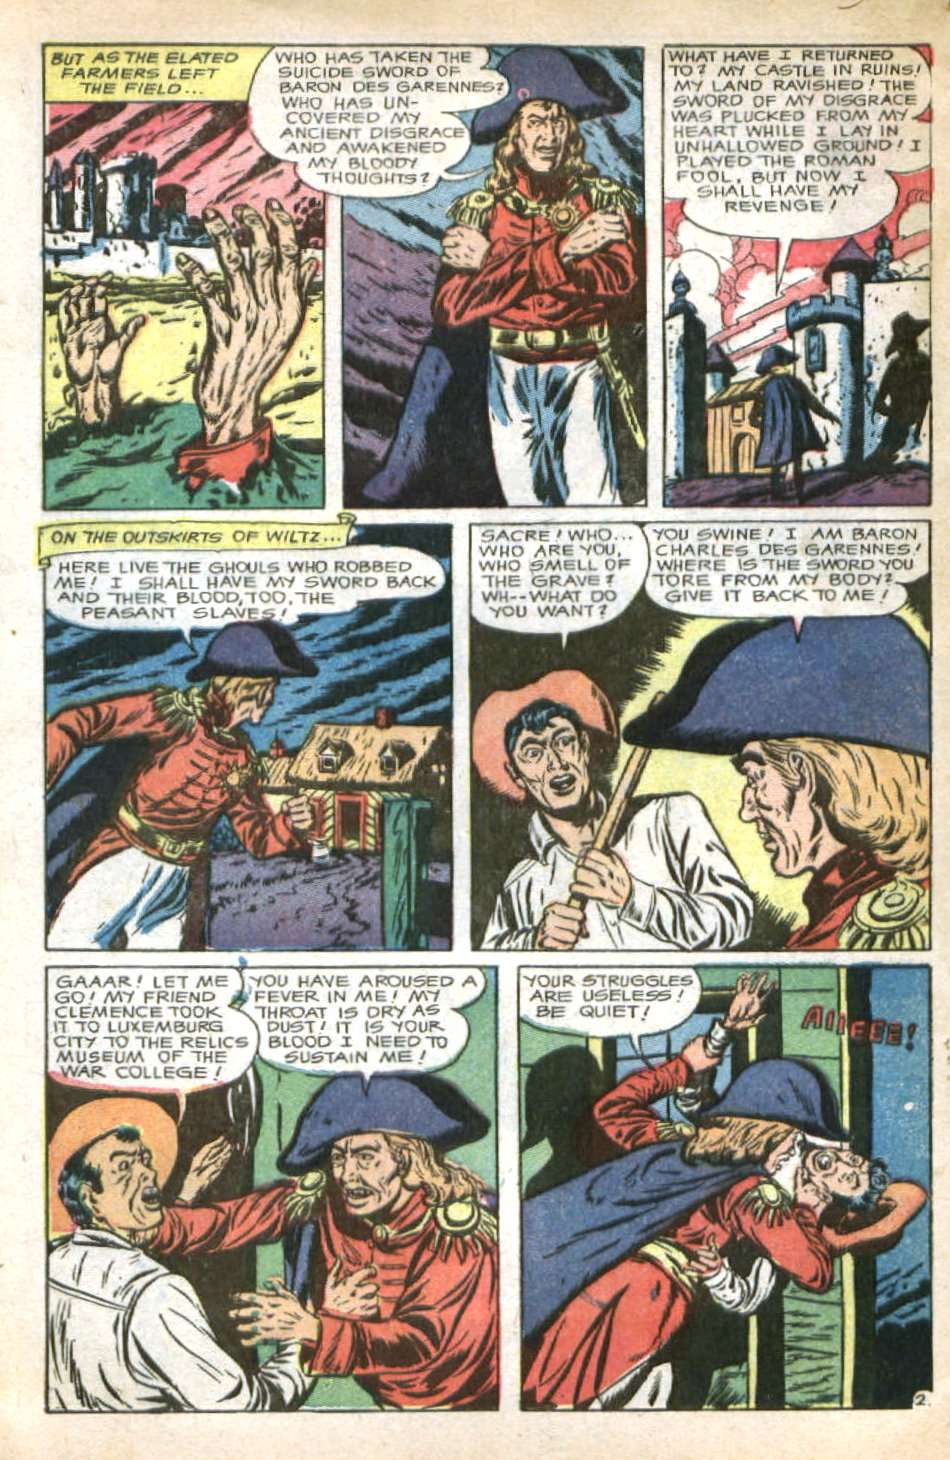 BUT AS THE ELATED
FARMERS LEFT
THE FIELD...
WHO HAS TAKEN THE
SUICIDE SWORD OF
BARON DES GARENNES?
WHO HAS UN-
COVERED MY
ANCIENT DISGRACE
AND AWAKENED
MY BLOODY
THOUGHTS?
WHAT HAVE I RETURNED
TO? MY CASTLE IN RUINS!
MY LAND RAVISHED! THE
SWORD OF MY DISGRACE
WAS PLUCKED FROM MY
HEART WHILE I LAY IN
UNHALLOWED GROUND! I
PLAYED THE ROMAN
FOOL, BUT NOW I
SHALL HAVE MY
REVENGE!
ON THE OUTSKIRTS OF WILTZ...
HERE LIVE THE GHOULS WHO ROBBED
ME! I SHALL HAVE MY SWORD BACK
AND THEIR BLOOD, TOO, THE
PEASANT SLAVES!
SACRE! WHO...
WHO ARE YOU,
WHO SMELL OF
THE GRAVE?
WH--WHAT DO
YOU WANT?
YOU SWINE! I AM BARON
CHARLES DES GARENNES!
WHERE IS THE SWORD YOU
TORE FROM MY BODY?
GIVE IT BACK TO ME!
GAAAR! LET ME
GO! MY FRIEND
CLEMENCE TOOK
IT TO LUXEMBURG
CITY TO THE RELICS
MUSEUM OF THE
WAR COLLEGE!
YOU HAVE AROUSED A
FEVER IN ME! MY
THROAT IS DRY AS
DUST! IT IS YOUR
BLOOD I NEED TO
SUSTAIN ME!
YOUR STRUGGLES
ARE USELESS!
BE QUIET!
AIIEEE!
2.